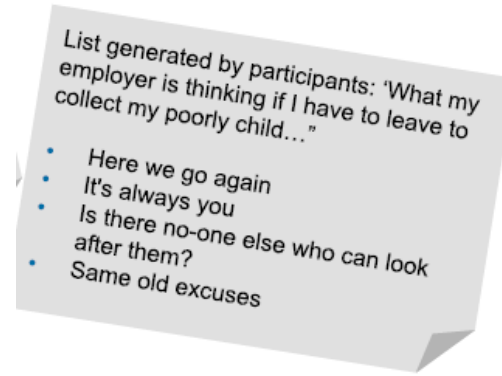 List generated by participants: ‘What my
employer is thinking if I have to leave to
collect my poorly child…”
• Here we go again
• It's always you
• Is there no-one else who can look
after them?
• Same old excuses